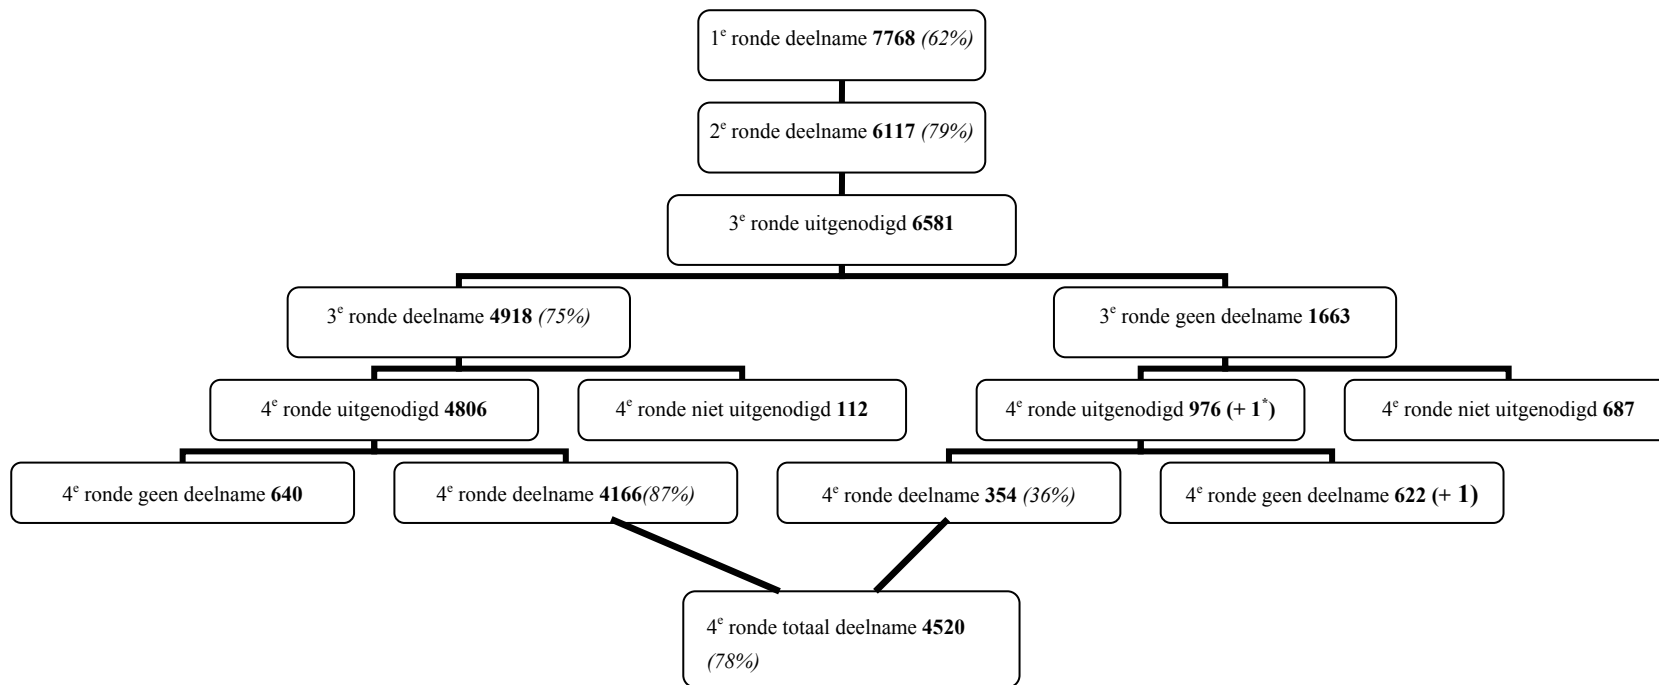 1e ronde deelname 7768 (62%)
2e ronde deelname 6117 (79%)
3e ronde uitgenodigd 6581
3e ronde deelname 4918 (75%)
3e ronde geen deelname 1663
4e ronde uitgenodigd 4806
4e ronde niet uitgenodigd 112
4e ronde uitgenodigd 976 (+ 1*)
4e ronde niet uitgenodigd 687
4e ronde geen deelname 640
4e ronde deelname 4166(87%)
4e ronde deelname 354 (36%)
4e ronde geen deelname 622 (+ 1)
4e ronde totaal deelname 4520
(78%)